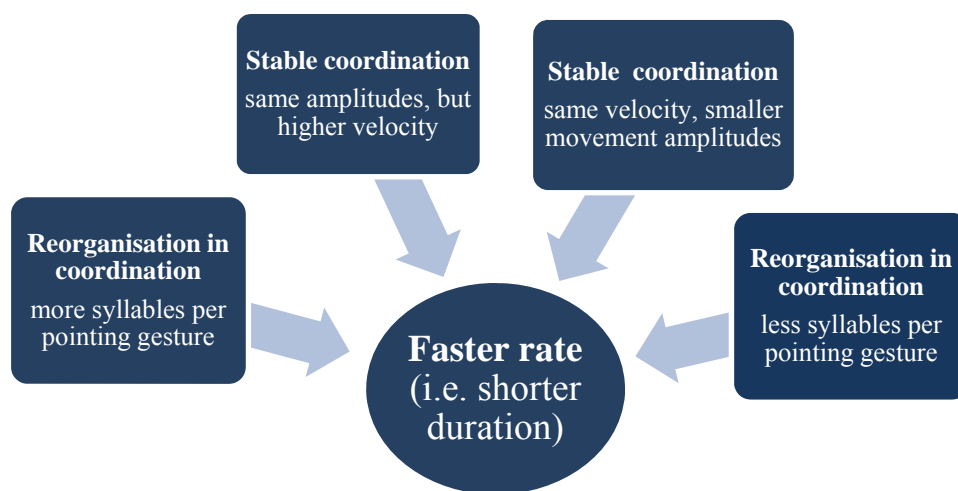 Stable coordination
same amplitudes, but
higher velocity
Stable coordination
same velocity, smaller
movement amplitudes
Reorganisation in
coordination
more syllables per
pointing gesture
Reorganisation in
coordination
less syllables per
pointing gesture
Faster rate
(i.e. shorter
duration)